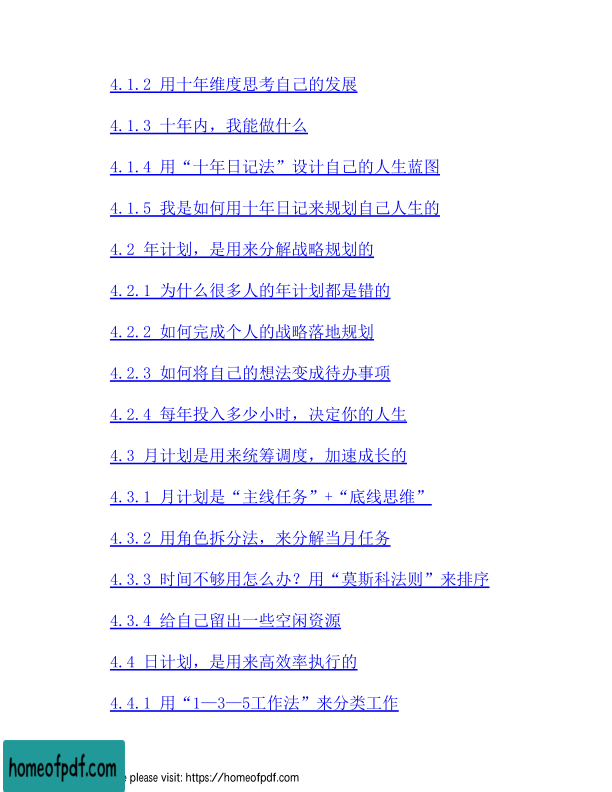 4.1.2 用十年维度思考自己的发展
4.1.3 十年内，我能做什么
4.1.4 用“十年日记法”设计自己的人生蓝图
4.1.5 我是如何用十年日记来规划自己人生的
4.2 年计划，是用来分解战略规划的
4.2.1 为什么很多人的年计划都是错的
4.2.2 如何完成个人的战略落地规划
4.2.3 如何将自己的想法变成待办事项
4.2.4 每年投入多少小时，决定你的人生
4.3 月计划是用来统筹调度，加速成长的
4.3.1 月计划是“主线任务”+“底线思维”
4.3.2 用角色拆分法，来分解当月任务
4.3.3 时间不够用怎么办？用“莫斯科法则”来排序
4.3.4 给自己留出一些空闲资源
4.4 日计划，是用来高效率执行的
4.4.1 用“1—3—5工作法”来分类工作
homeofpdf.com
e please visit: https://homeofpdf.com